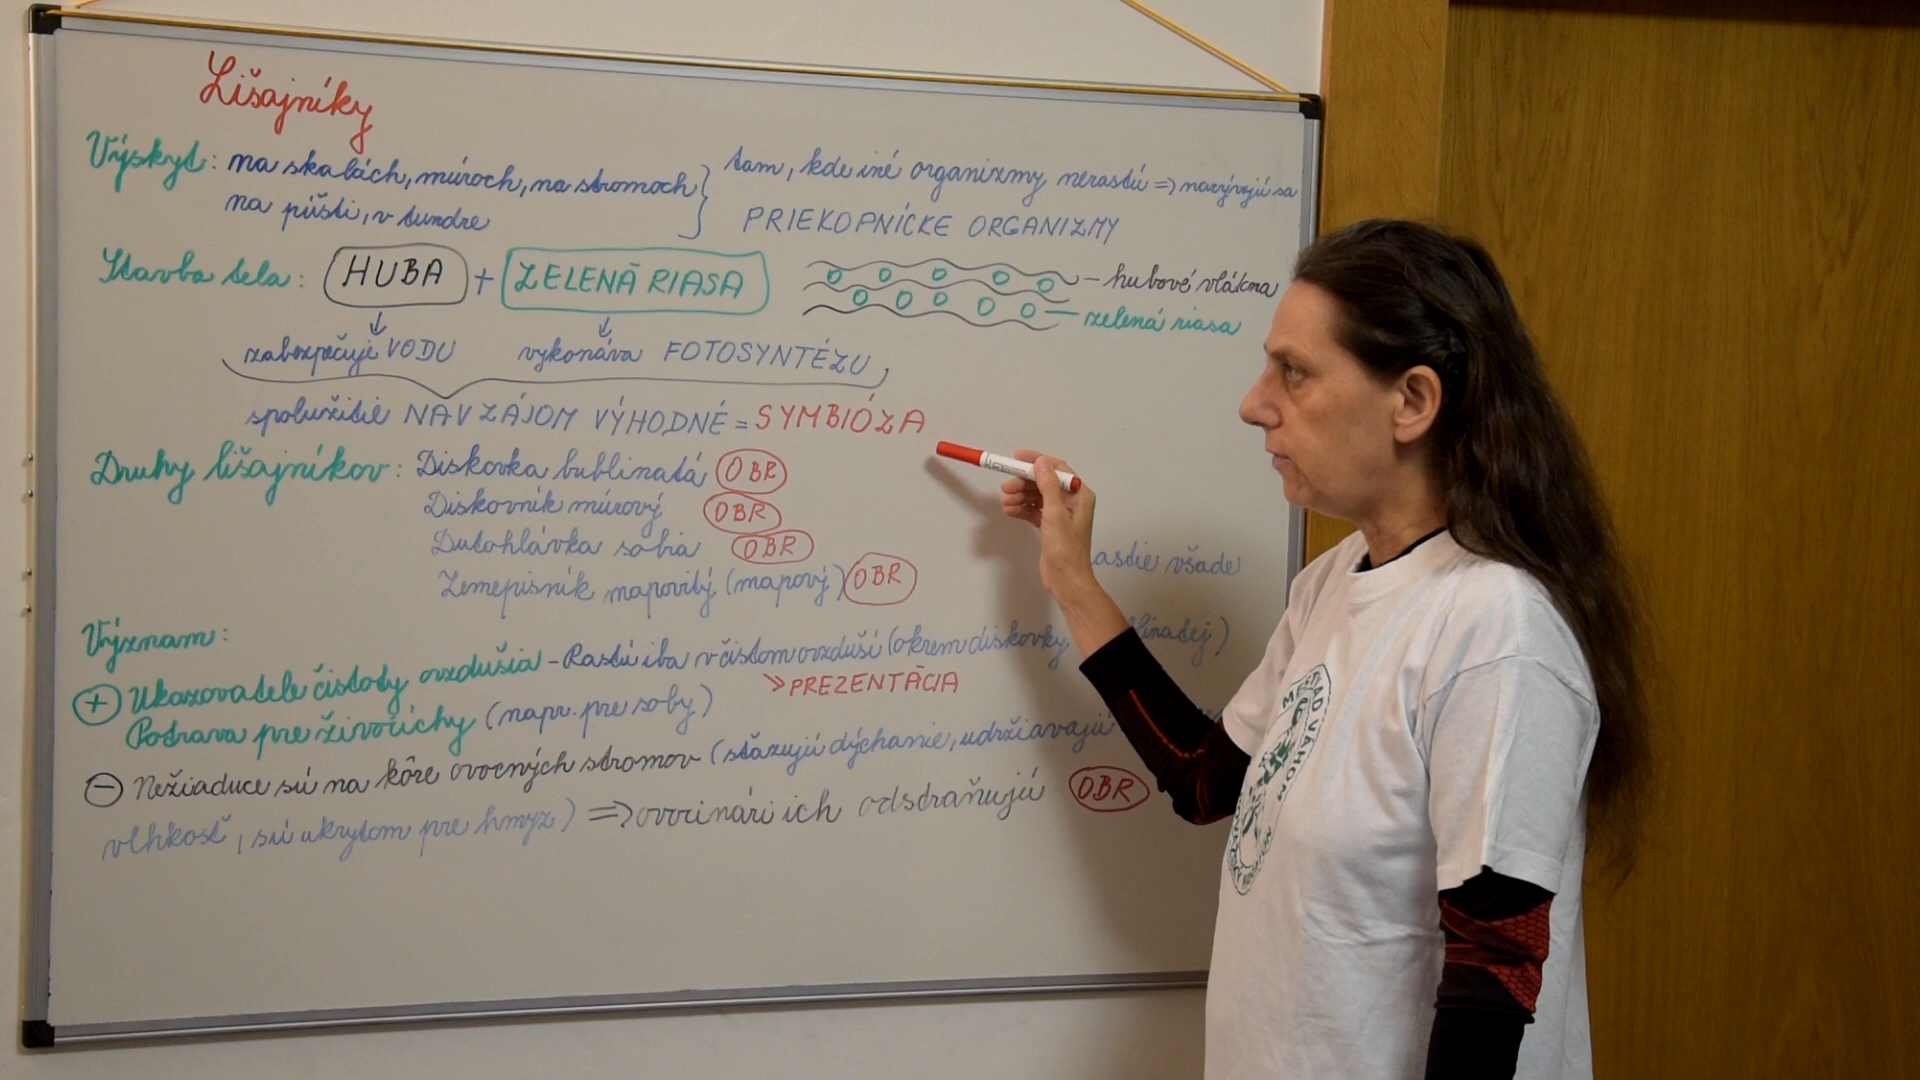 Lišajníky
Výskyt: na skalách, múroch, na stromoch
na púšti, v tundre
tam, kde iné organizmy nerastú => nazývajú sa
PRIEKOPNÍCKE ORGANIZMY
Stavba tela: HUBA + ZELENÁ RIASA
- hubové vlákna
- zelená riasa
zabezpečuje VODU vykonáva FOTOSYNTÉZU,
spolužitie NAVZÁJOM VÝHODNÉ = SYMBIÓZA
Druhy lišajníkov: Diskovka bublinatá OBR
Diskovník múrový OBR
Dutohlávka sobia OBR
Zemepisník mapovitý (mapový) OBR
všade
Význam:
+ Ukazovatele čistoty ovzdušia - Rastú iba v čistom ovzduší (okrem diskovky
PREZENTÁCIA
Potrava pre živočíchy (napr. pre soby)
- Nežiaduce sú na kôre ovocných stromov (sťažujú dýchanie, udržiavajú
vlhkosť, sú úkrytom pre hmyz) => ovocinári ich odstraňujú OBR